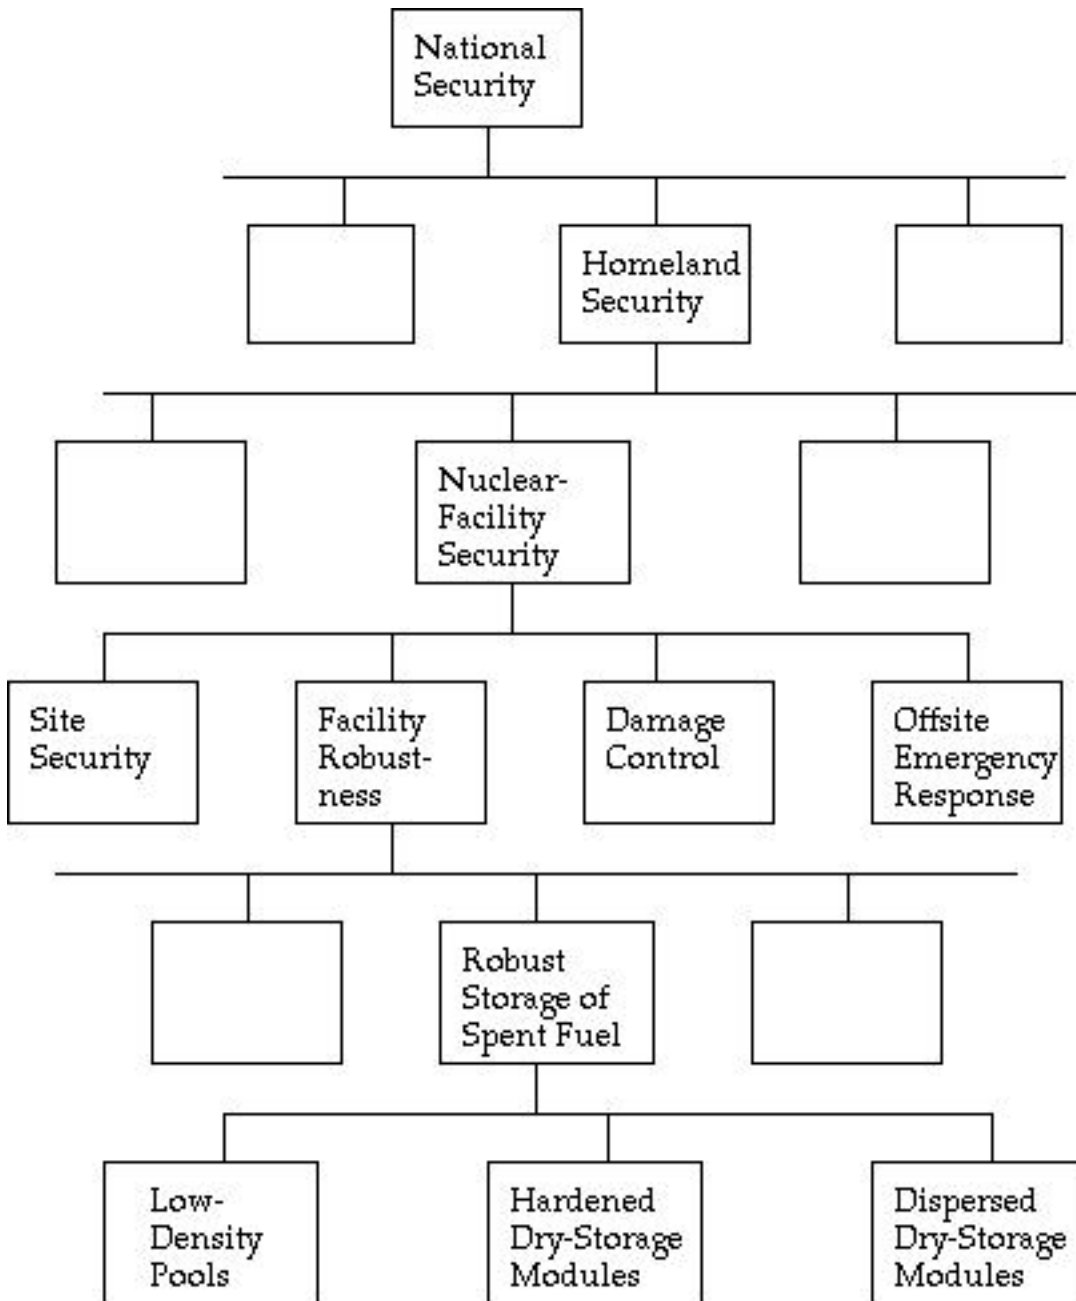 National
Security
Homeland
Security
Nuclear-
Facility
Security
Site
Security
Facility
Robust-
ness
Damage
Control
Offsite
Emergency
Response
Robust
Storage of
Spent Fuel
Low-
Density
Pools
Hardened
Dry-Storage
Modules
Dispersed
Dry-Storage
Modules